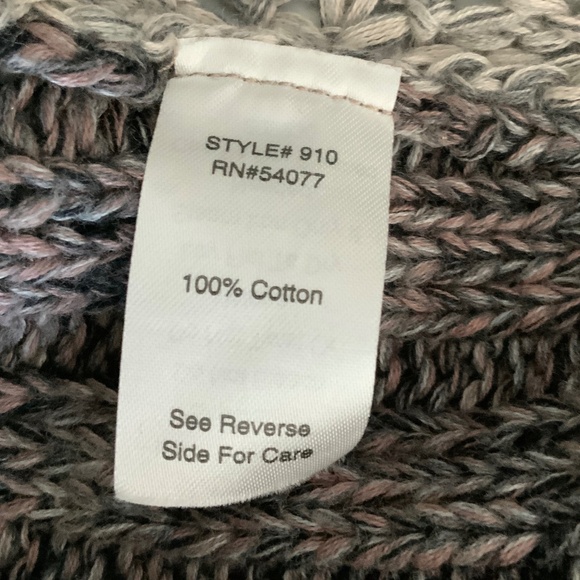 STYLE# 910
RN#54077
100% Cotton
See Reverse
Side For Care